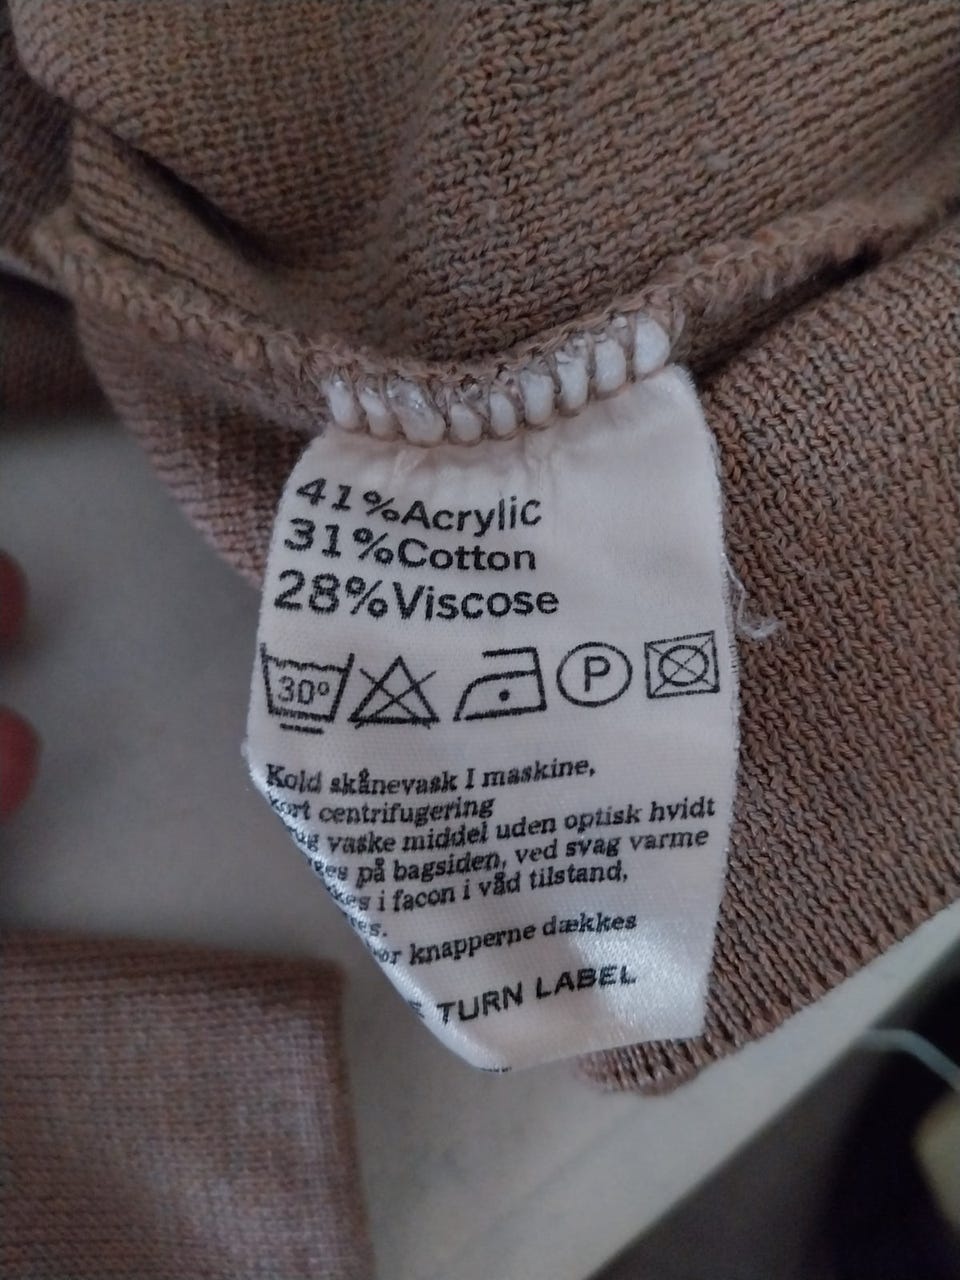 41%Acrylic
31%Cotton
28%Viscose
30° P
Kold skånevask I maskine,
centrifugering
vaske middel uden optisk hvidt
på bagsiden, ved svag varme
i facon i våd tilstand,
knapperne dækkes
TURN LABEL